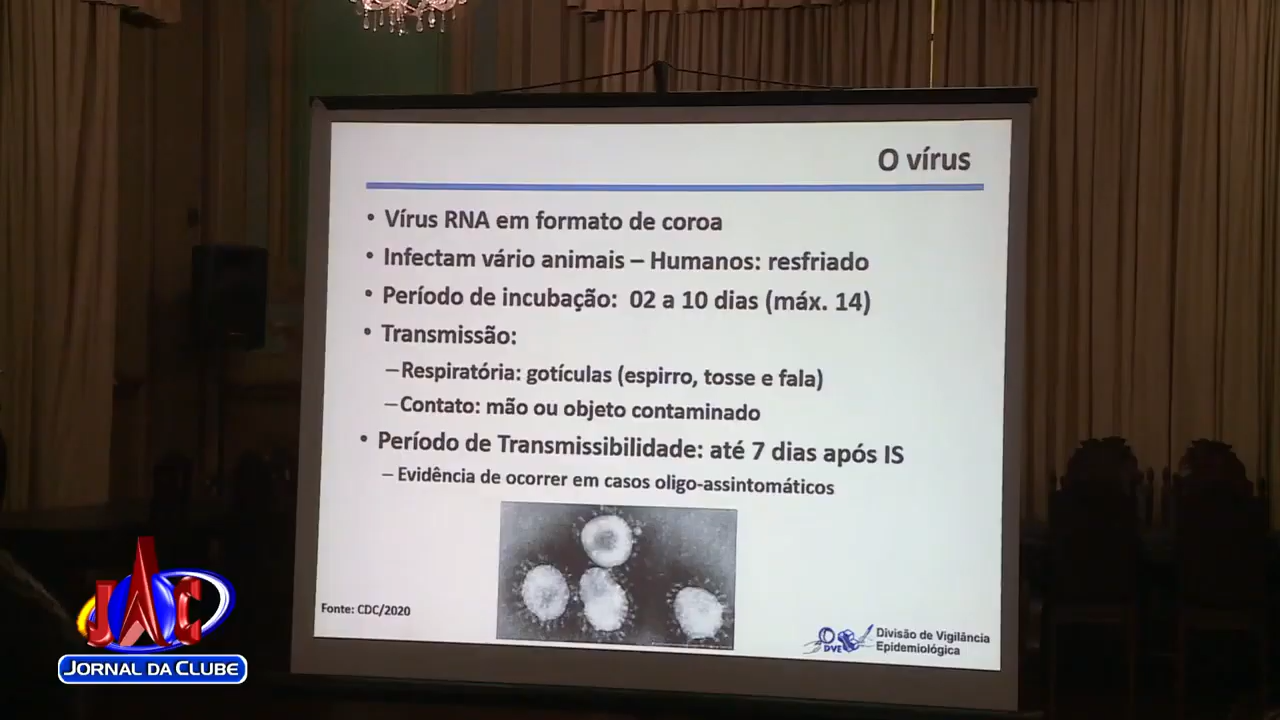 O vírus
• Vírus RNA em formato de coroa
• Infectam vário animais – Humanos: resfriado
• Período de incubação: 02 a 10 dias (máx. 14)
• Transmissão:
–Respiratória: gotículas (espirro, tosse e fala)
–Contato: mão ou objeto contaminado
• Período de Transmissibilidade: até 7 dias após IS
– Evidência de ocorrer em casos oligo-assintomáticos
Fonte: CDC/2020
DVE
Divisão de Vigilância
Epidemiológica
JAC
JORNAL DA CLUBE